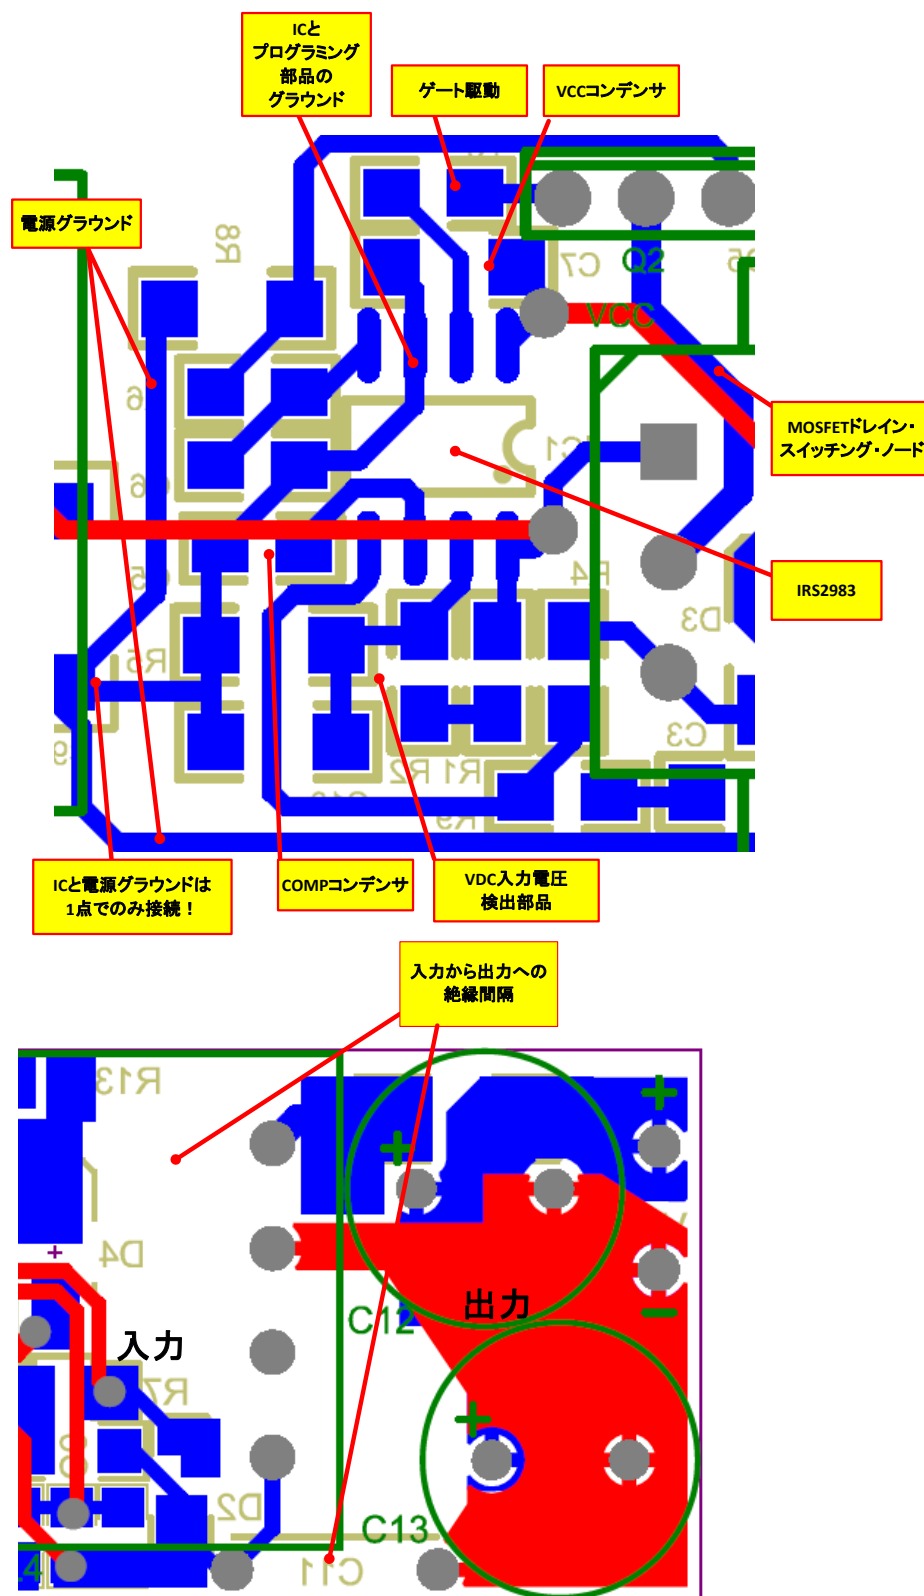 ICと
プログラミング
部品の
グラウンド
ゲート駆動
VCCコンデンサ
電源グラウンド
R8
C7
Q2
VCC
MOSFETドレイン・
スイッチング・ノード
IRS2983
R4
D3
R5
C3
R2
R1
R9
ICと電源グラウンドは
1点でのみ接続！
COMPコンデンサ
VDC入力電圧
検出部品
入力から出力への
絶縁間隔
R13
+
+
D4
+
入力
出力
C12
R7
+
D2
C13
C11